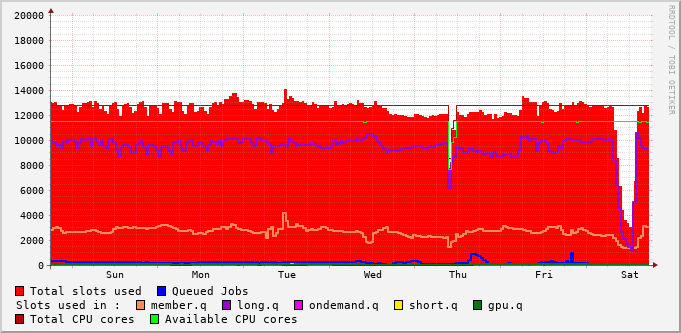 20000
18000
16000
14000
12000
10000
8000
6000
4000
2000
0
Sun Mon Tue Wed Thu Fri Sat
RRDTOOL / TOBI OETIKER
Total slots used Queued Jobs
Slots used in : member.q long.q ondemand.q short.q gpu.q
Total CPU cores Available CPU cores